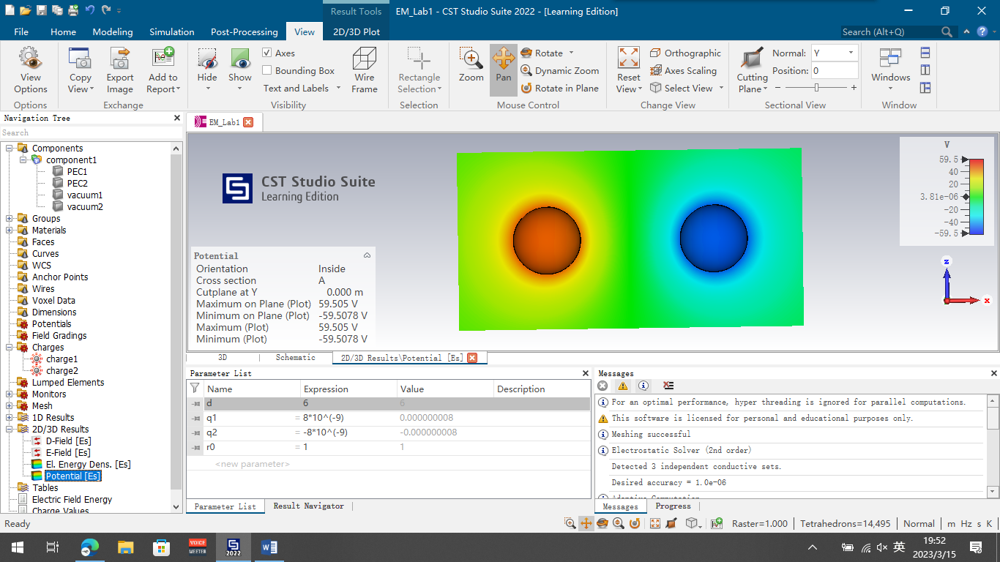 Result Tools
EM_Lab1 - CST Studio Suite 2022 - [Learning Edition]
File Home Modeling Simulation Post-Processing View 2D/3D Plot
Search (Alt+Q)
View Options
Copy View
Export Image
Add to Report
Hide
Show
Axes
Bounding Box
Text and Labels
Wire Frame
Rectangle Selection
Zoom
Pan
Rotate
Dynamic Zoom
Rotate in Plane
Reset View
Orthographic
Axes Scaling
Select View
Cutting Plane
Normal: Y
Position: 0
Windows
Options Exchange Visibility Selection Mouse Control Change View Sectional View Window
Navigation Tree
Search
Components
component1
PEC1
PEC2
vacuum1
vacuum2
Groups
Materials
Faces
Curves
WCS
Anchor Points
Wires
Voxel Data
Dimensions
Potentials
Field Gradings
Charges
charge1
charge2
Lumped Elements
Monitors
Mesh
1D Results
2D/3D Results
D-Field [Es]
E-Field [Es]
El. Energy Dens. [Es]
Potential [Es]
Tables
Electric Field Energy
Charge Values
EM_Lab1
CST Studio Suite
Learning Edition
Potential
Orientation Inside
Cross section A
Cutplane at Y 0.000 m
Maximum on Plane (Plot) 59.505 V
Minimum on Plane (Plot) -59.5078 V
Maximum (Plot) 59.505 V
Minimum (Plot) -59.5078 V
V
59.5
40
20
3.81e-06
-20
-40
-59.5
z
x
3D Schematic 2D/3D Results\Potential [Es]
Parameter List
Name Expression Value Description
d 6 6
q1 = 8*10^(-9) 0.000000008
q2 = -8*10^(-9) -0.000000008
r0 = 1 1
<new parameter>
Parameter List Result Navigator
Messages
For an optimal performance, hyper threading is ignored for parallel computations.
This software is licensed for personal and educational purposes only.
Meshing successful
Electrostatic Solver (2nd order)
Detected 3 independent conductive sets.
Desired accuracy = 1.0e-06
Adaptive Computation
Messages Progress
Ready
Raster=1.000 Tetrahedrons=14,495 Normal m Hz s K
VOICE
MEETER
2022
英
19:52
2023/3/15